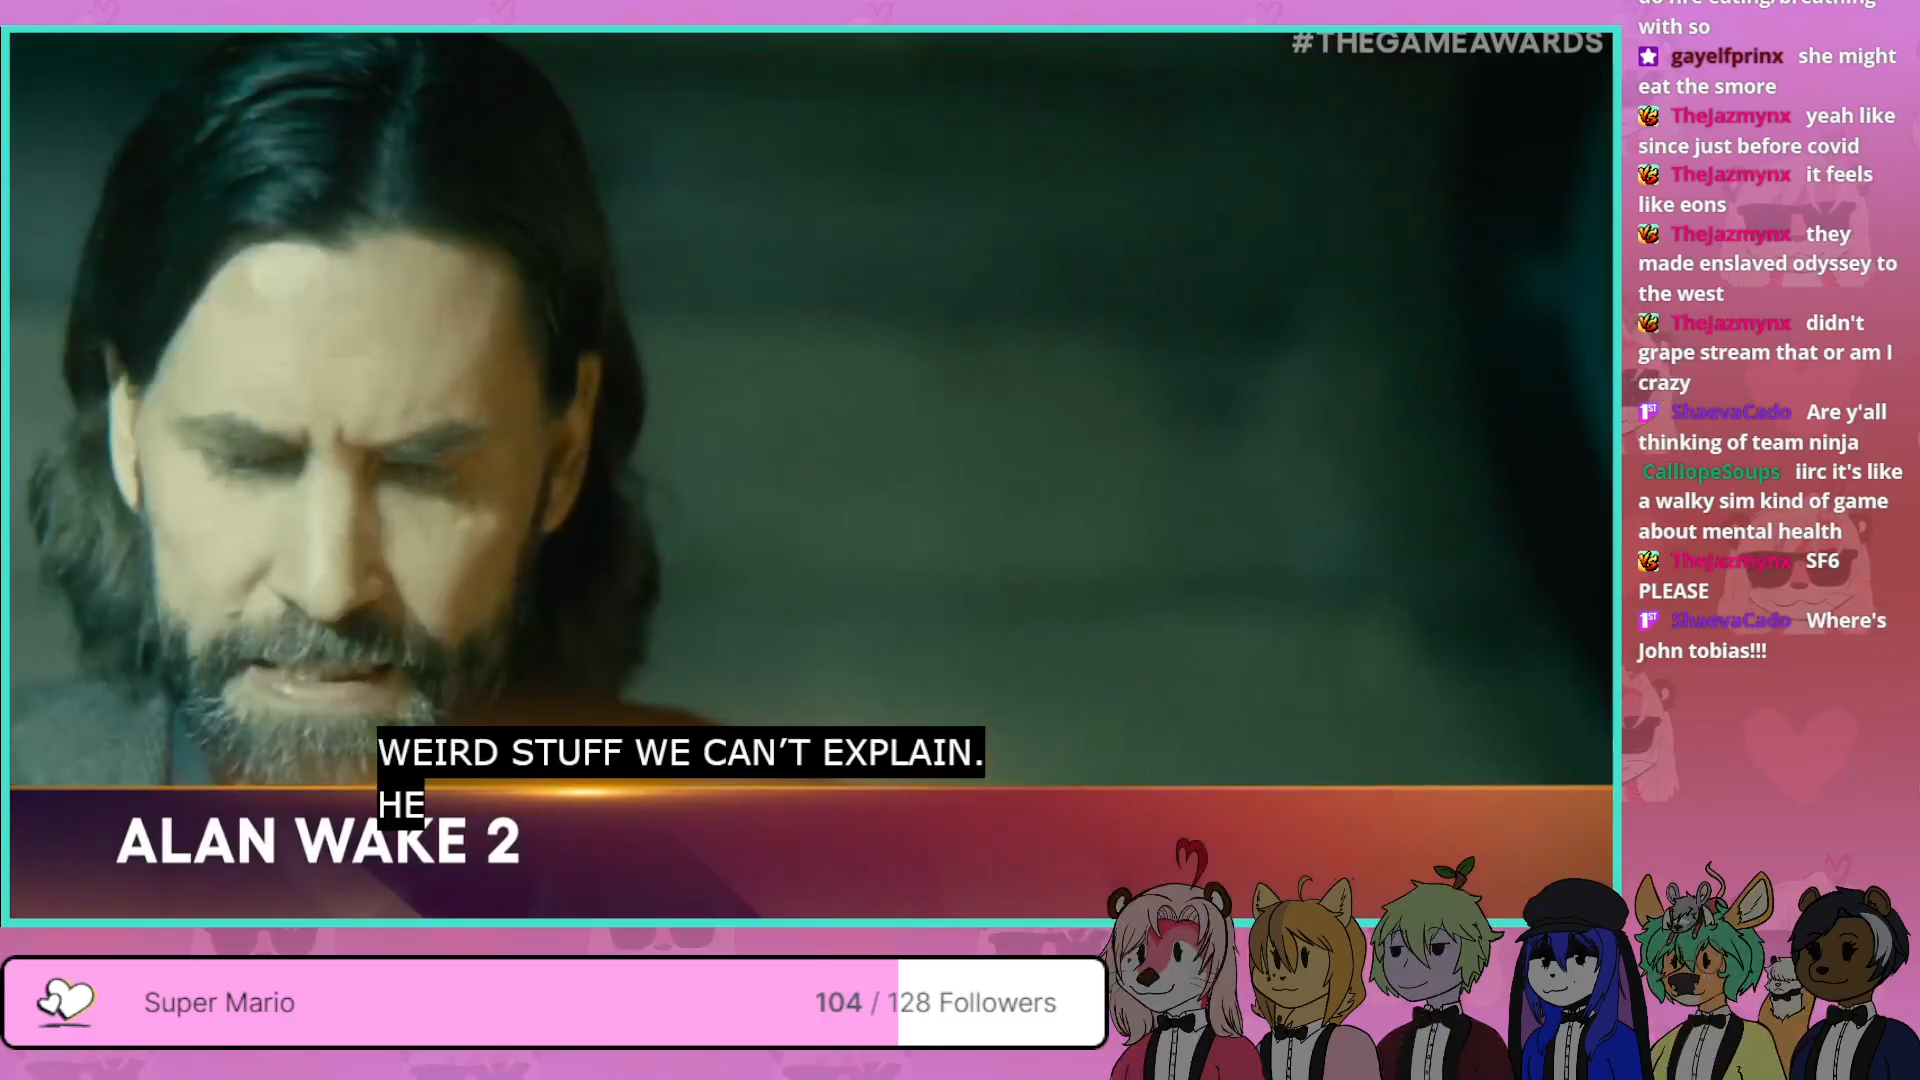 #THEGAMEAWARDS
WEIRD STUFF WE CAN’T EXPLAIN.
HE
ALAN WAKE 2
Super Mario
104 / 128 Followers
with so
gayelfprinx she might
eat the smore
TheJazmynx yeah like
since just before covid
TheJazmynx it feels
like eons
TheJazmynx they
made enslaved odyssey to
the west
TheJazmynx didn't
grape stream that or am I
crazy
1ST ShaevaCado Are y'all
thinking of team ninja
CalliopeSoups iirc it's like
a walky sim kind of game
about mental health
TheJazmynx SF6
PLEASE
1ST ShaevaCado Where's
John tobias!!!